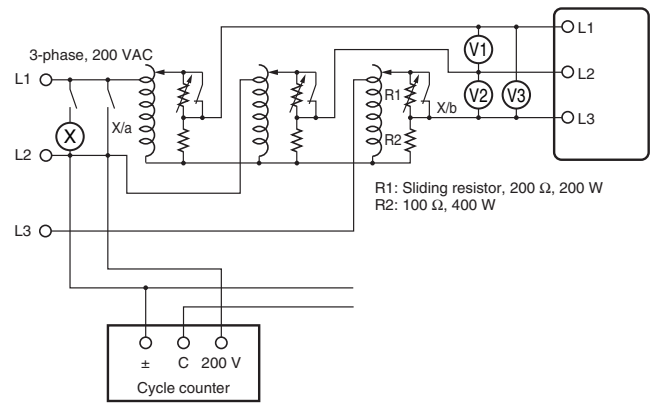 3-phase, 200 VAC
L1
L2
L3
X
X/a
R1
R2
X/b
V1
V2
V3
L1
L2
L3
R1: Sliding resistor, 200 Ω, 200 W
R2: 100 Ω, 400 W
± C 200 V
Cycle counter